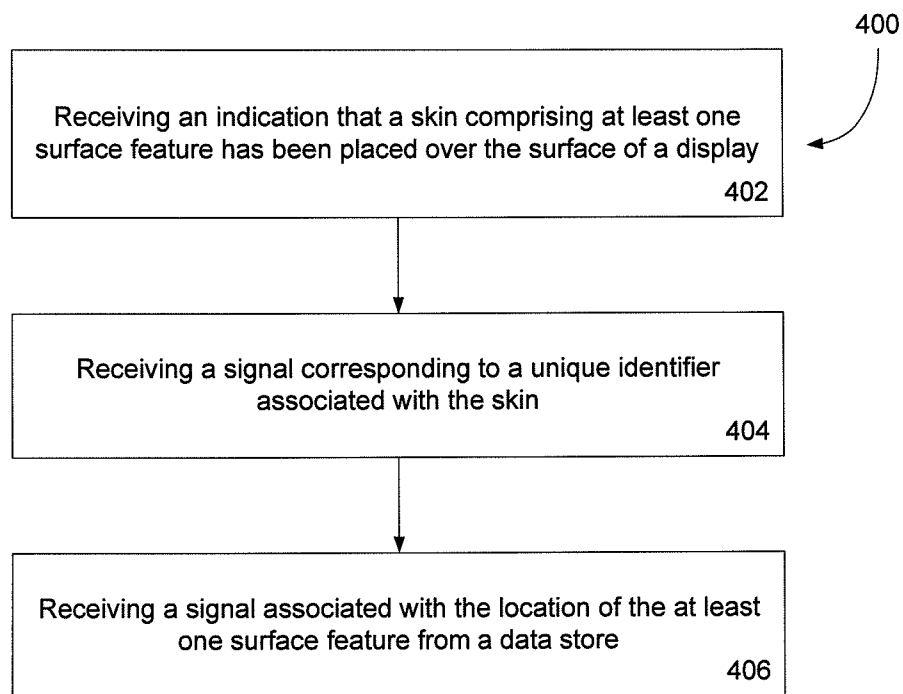 400
Receiving an indication that a skin comprising at least one
surface feature has been placed over the surface of a display
402
Receiving a signal corresponding to a unique identifier
associated with the skin
404
Receiving a signal associated with the location of the at least
one surface feature from a data store
406